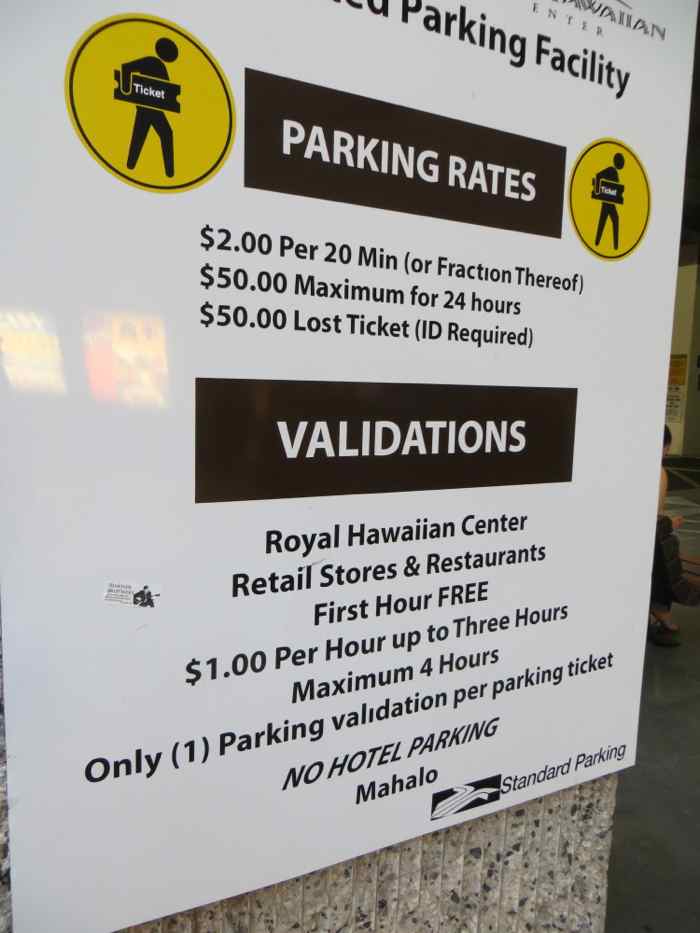 HAWAIIAN
ENTER
Parking Facility
Ticket
PARKING RATES
Ticket
$2.00 Per 20 Min (or Fraction Thereof)
$50.00 Maximum for 24 hours
$50.00 Lost Ticket (ID Required)
VALIDATIONS
Royal Hawaiian Center
Retail Stores & Restaurants
First Hour FREE
$1.00 Per Hour up to Three Hours
Maximum 4 Hours
Only (1) Parking validation per parking ticket
NO HOTEL PARKING
Mahalo
Standard Parking